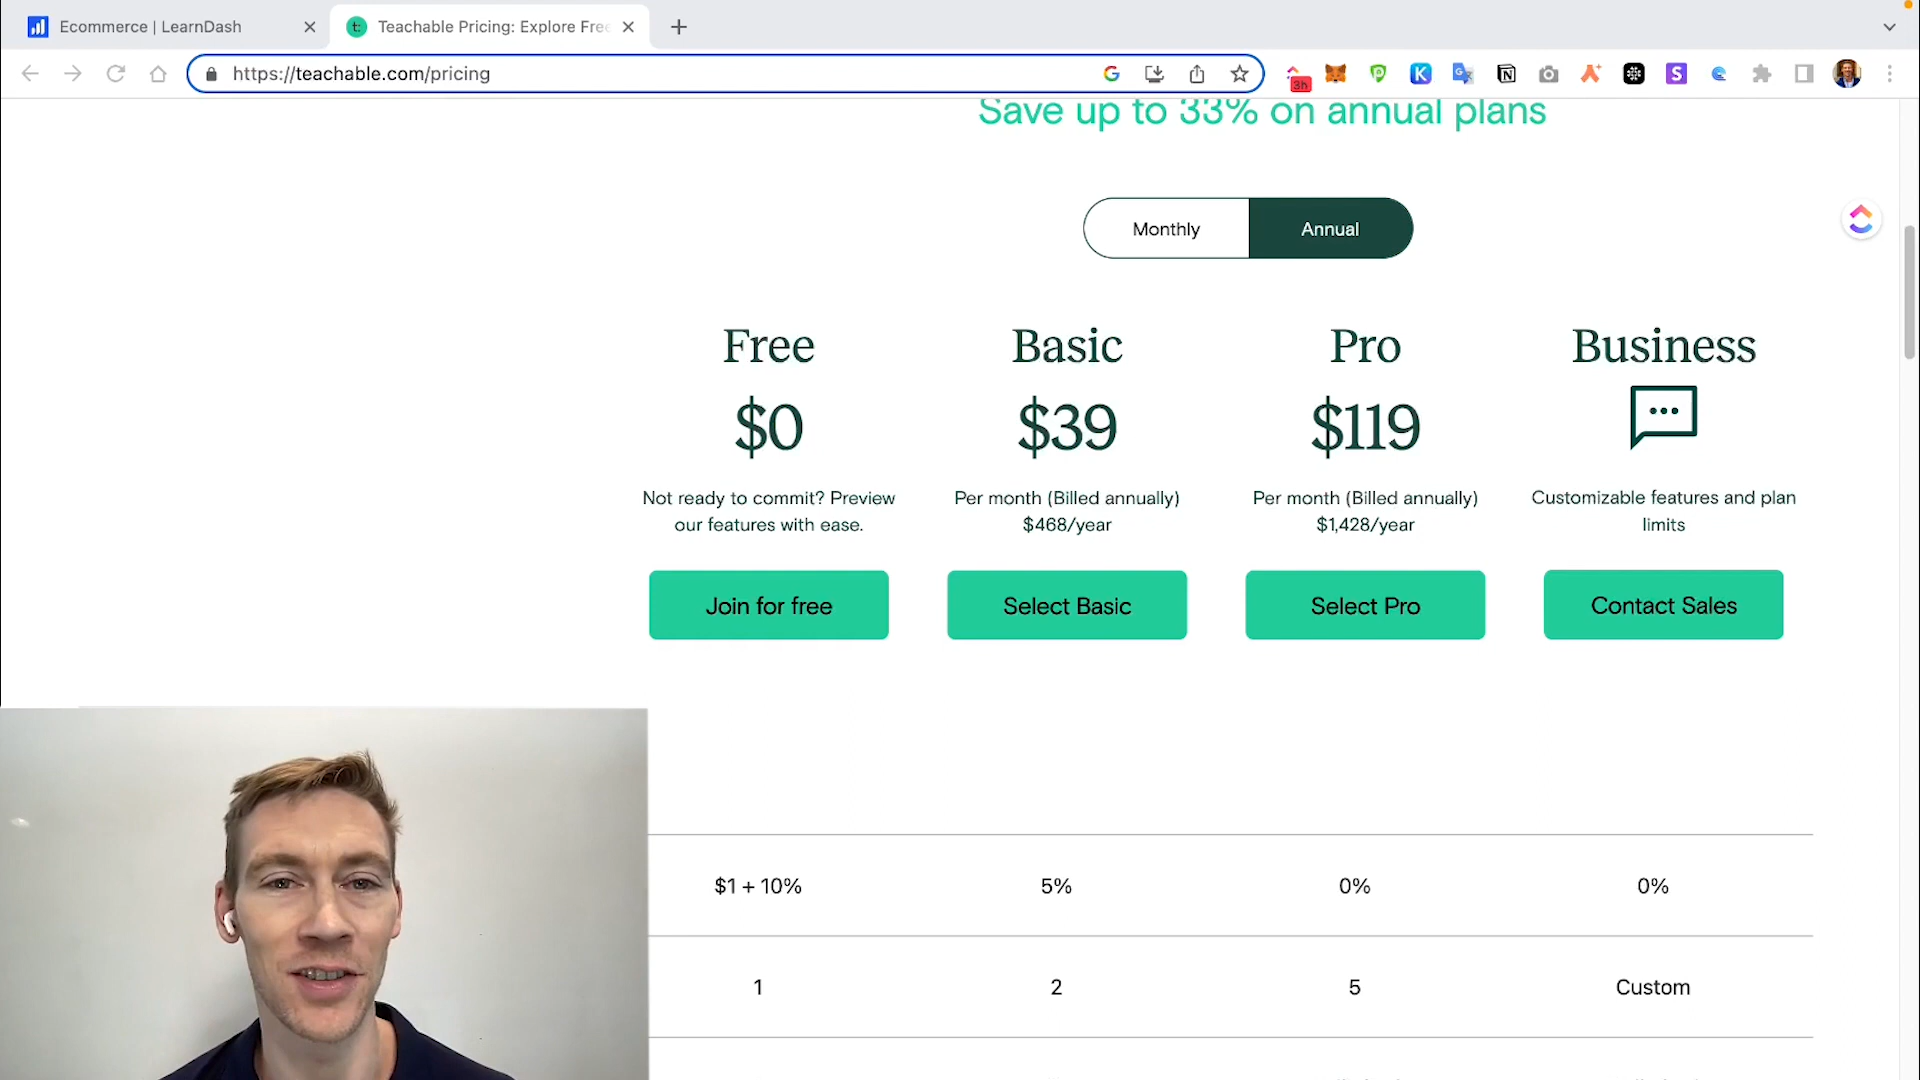 Ecommerce | LearnDash
Teachable Pricing: Explore Free
https://teachable.com/pricing
3h
Save up to 33% on annual plans
Monthly
Annual
Free
Basic
Pro
Business
$0
$39
$119
Not ready to commit? Preview
our features with ease.
Per month (Billed annually)
$468/year
Per month (Billed annually)
$1,428/year
Customizable features and plan
limits
Join for free
Select Basic
Select Pro
Contact Sales
$1 + 10%
5%
0%
0%
1
2
5
Custom